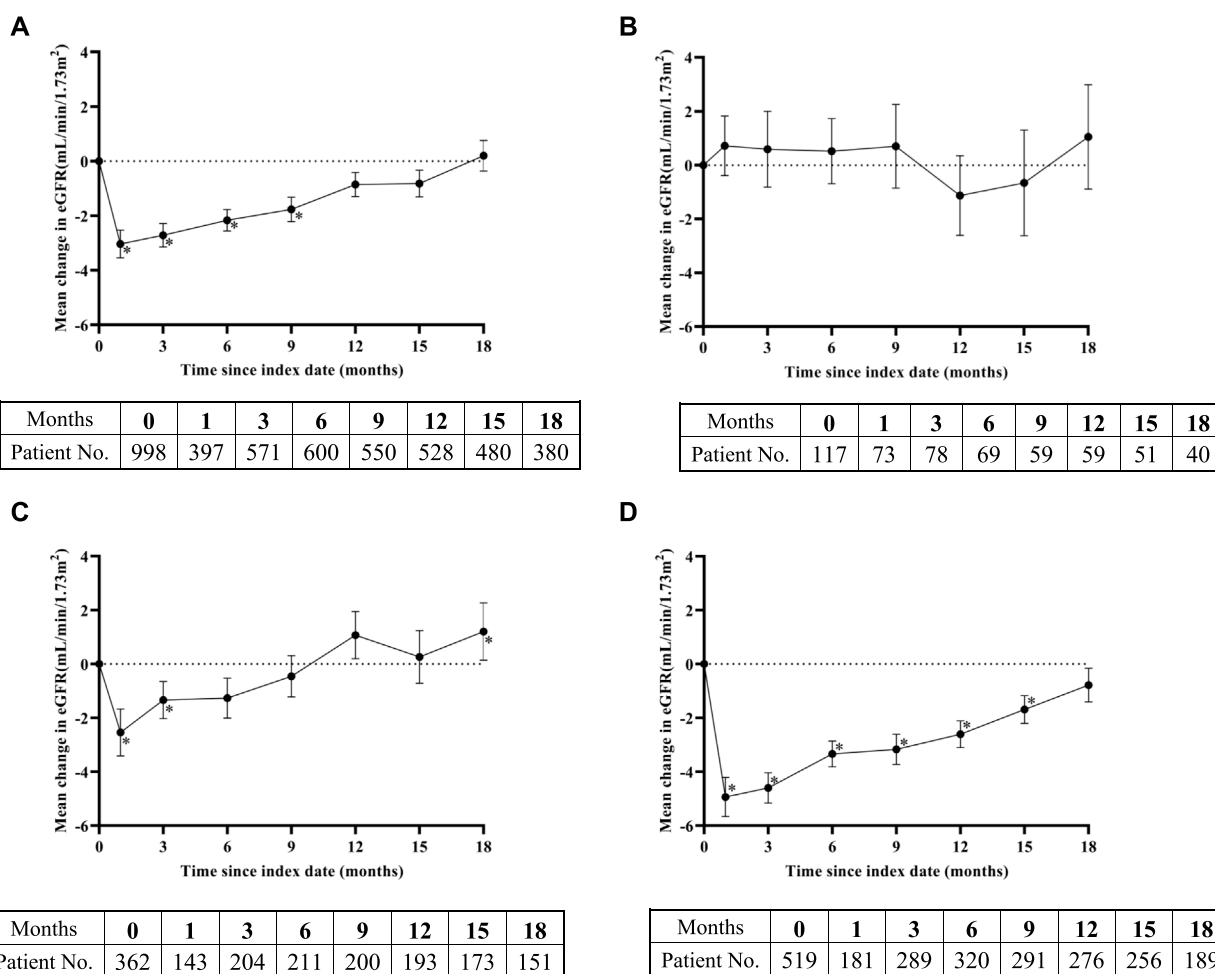 A
Mean change in eGFR(mL/min/1.73m²)
4
2
0
-2
-4
-6
*
*
*
*
0 3 6 9 12 15 18
Time since index date (months)
Months 0 1 3 6 9 12 15 18
Patient No. 998 397 571 600 550 528 480 380
B
Mean change in eGFR(mL/min/1.73m²)
4
2
0
-2
-4
-6
0 3 6 9 12 15 18
Time since index date (months)
Months 0 1 3 6 9 12 15 18
Patient No. 117 73 78 69 59 59 51 40
C
Mean change in eGFR(mL/min/1.73m²)
4
2
0
-2
-4
-6
*
*
*
0 3 6 9 12 15 18
Time since index date (months)
Months 0 1 3 6 9 12 15 18
Patient No. 362 143 204 211 200 193 173 151
D
Mean change in eGFR(mL/min/1.73m²)
4
2
0
-2
-4
-6
*
*
*
*
*
*
0 3 6 9 12 15 18
Time since index date (months)
Months 0 1 3 6 9 12 15 18
Patient No. 519 181 289 320 291 276 256 189